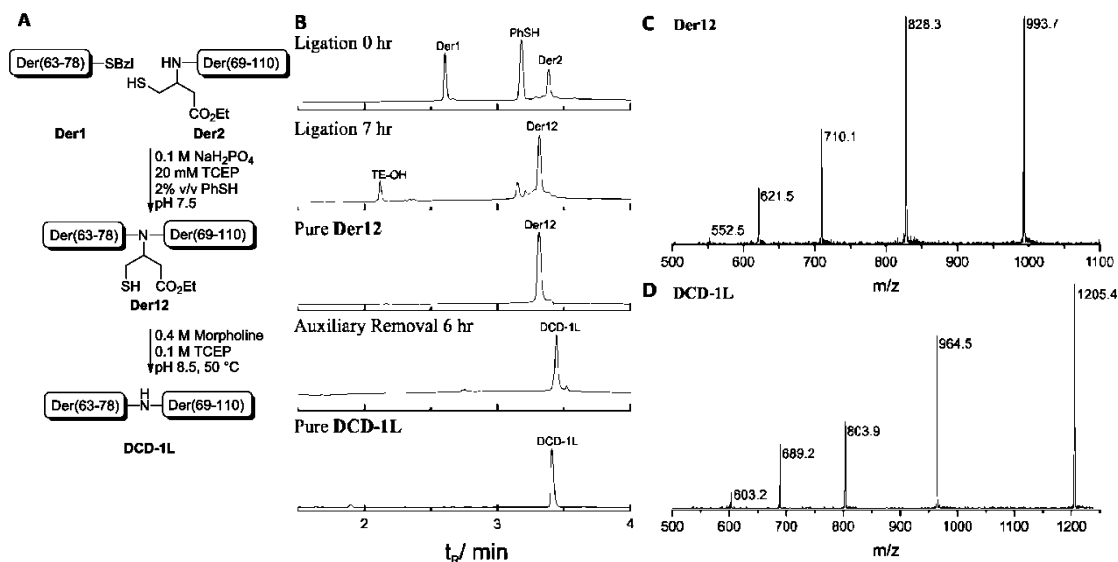 A
Der(63-78)
SBzl
HN
Der(69-110)
HS
CO₂Et
Der1
Der2
0.1 M NaH₂PO₄
20 mM TCEP
2% v/v PhSH
pH 7.5
Der(63-78)
N
Der(69-110)
SH
CO₂Et
Der12
0.4 M Morpholine
0.1 M TCEP
pH 8.5, 50 °C
Der(63-78)
H
N
Der(69-110)
DCD-1L
B
Ligation 0 hr
Der1
PhSH
Der2
Ligation 7 hr
TE-OH
Der12
Pure Der12
Der12
Auxiliary Removal 6 hr
DCD-1L
Pure DCD-1L
DCD-1L
2 3 4
tR/ min
C
Der12
552.5
621.5
710.1
828.3
993.7
500 600 700 800 900 1000 1100
m/z
D
DCD-1L
603.2
689.2
803.9
964.5
1205.4
500 600 700 800 900 1000 1100 1200
m/z